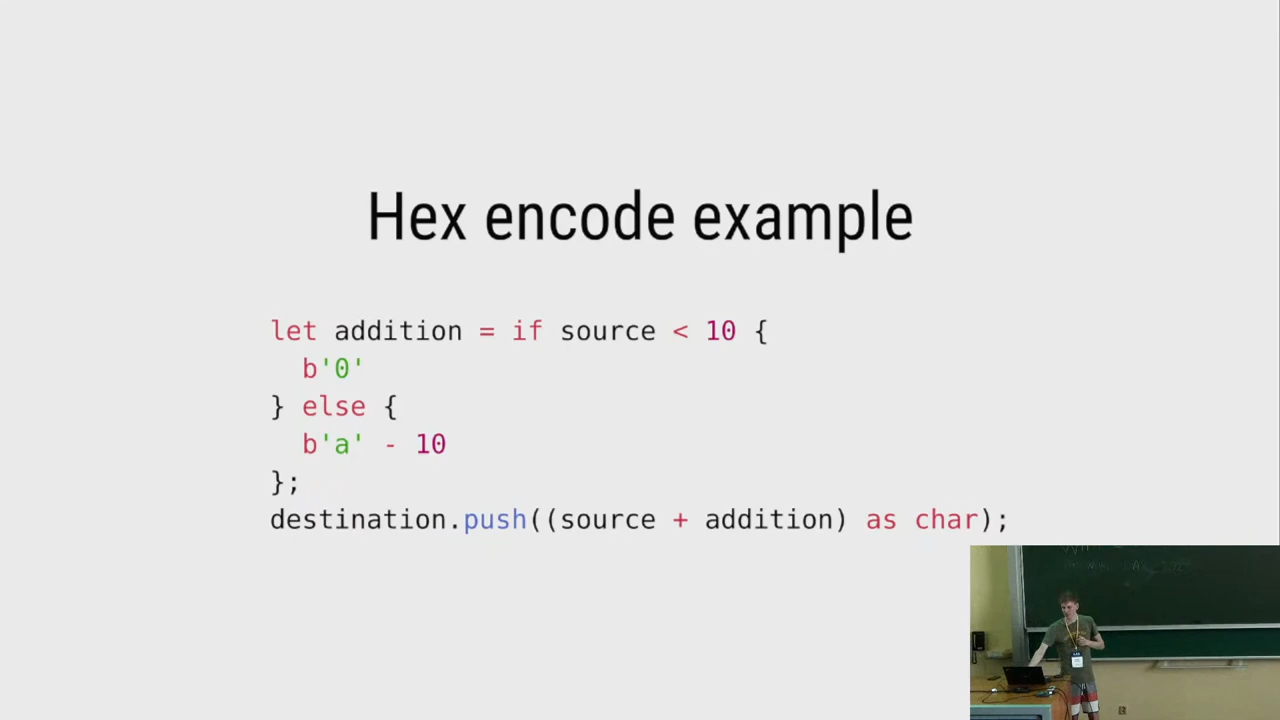 Hex encode example
let addition = if source < 10 {
  b'0'
} else {
  b'a' - 10
};
destination.push((source + addition) as char);